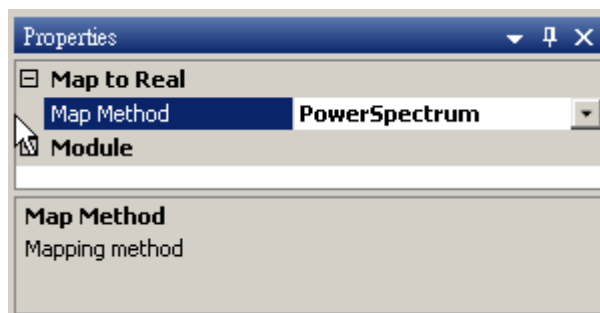 Properties
Map to Real
Map Method PowerSpectrum
Module
Map Method
Mapping method